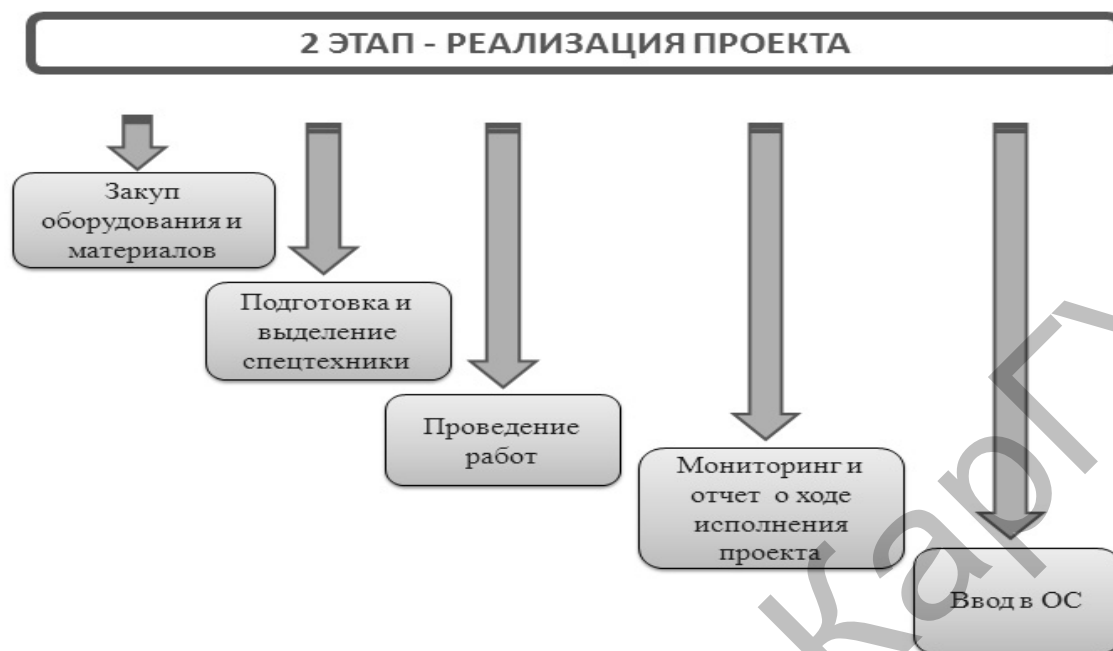 2 ЭТАП - РЕАЛИЗАЦИЯ ПРОЕКТА
Закуп
оборудования и
материалов
Подготовка и
выделение
спецтехники
Проведение
работ
Мониторинг и
отчет о ходе
исполнения
проекта
Ввод в ОС
КарГУ